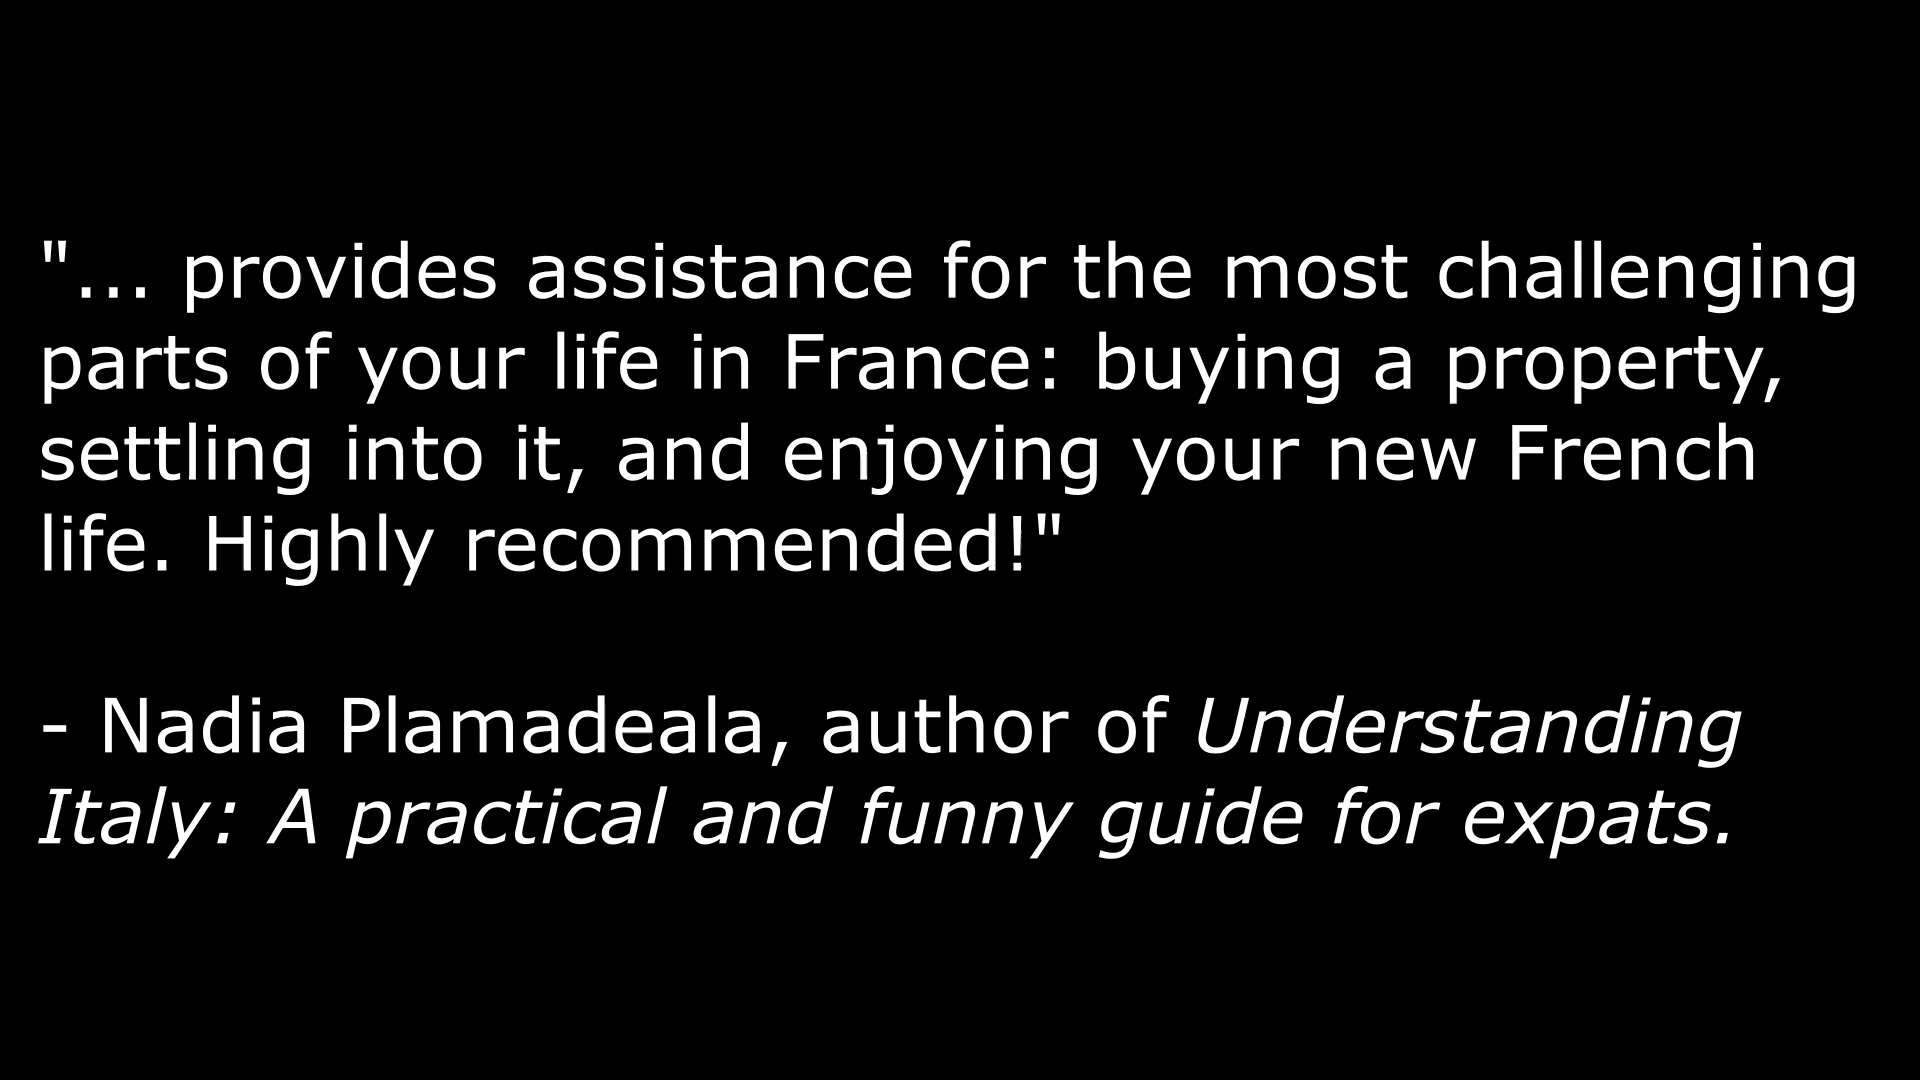 "... provides assistance for the most challenging
parts of your life in France: buying a property,
settling into it, and enjoying your new French
life. Highly recommended!"
- Nadia Plamadeala, author of Understanding
Italy: A practical and funny guide for expats.